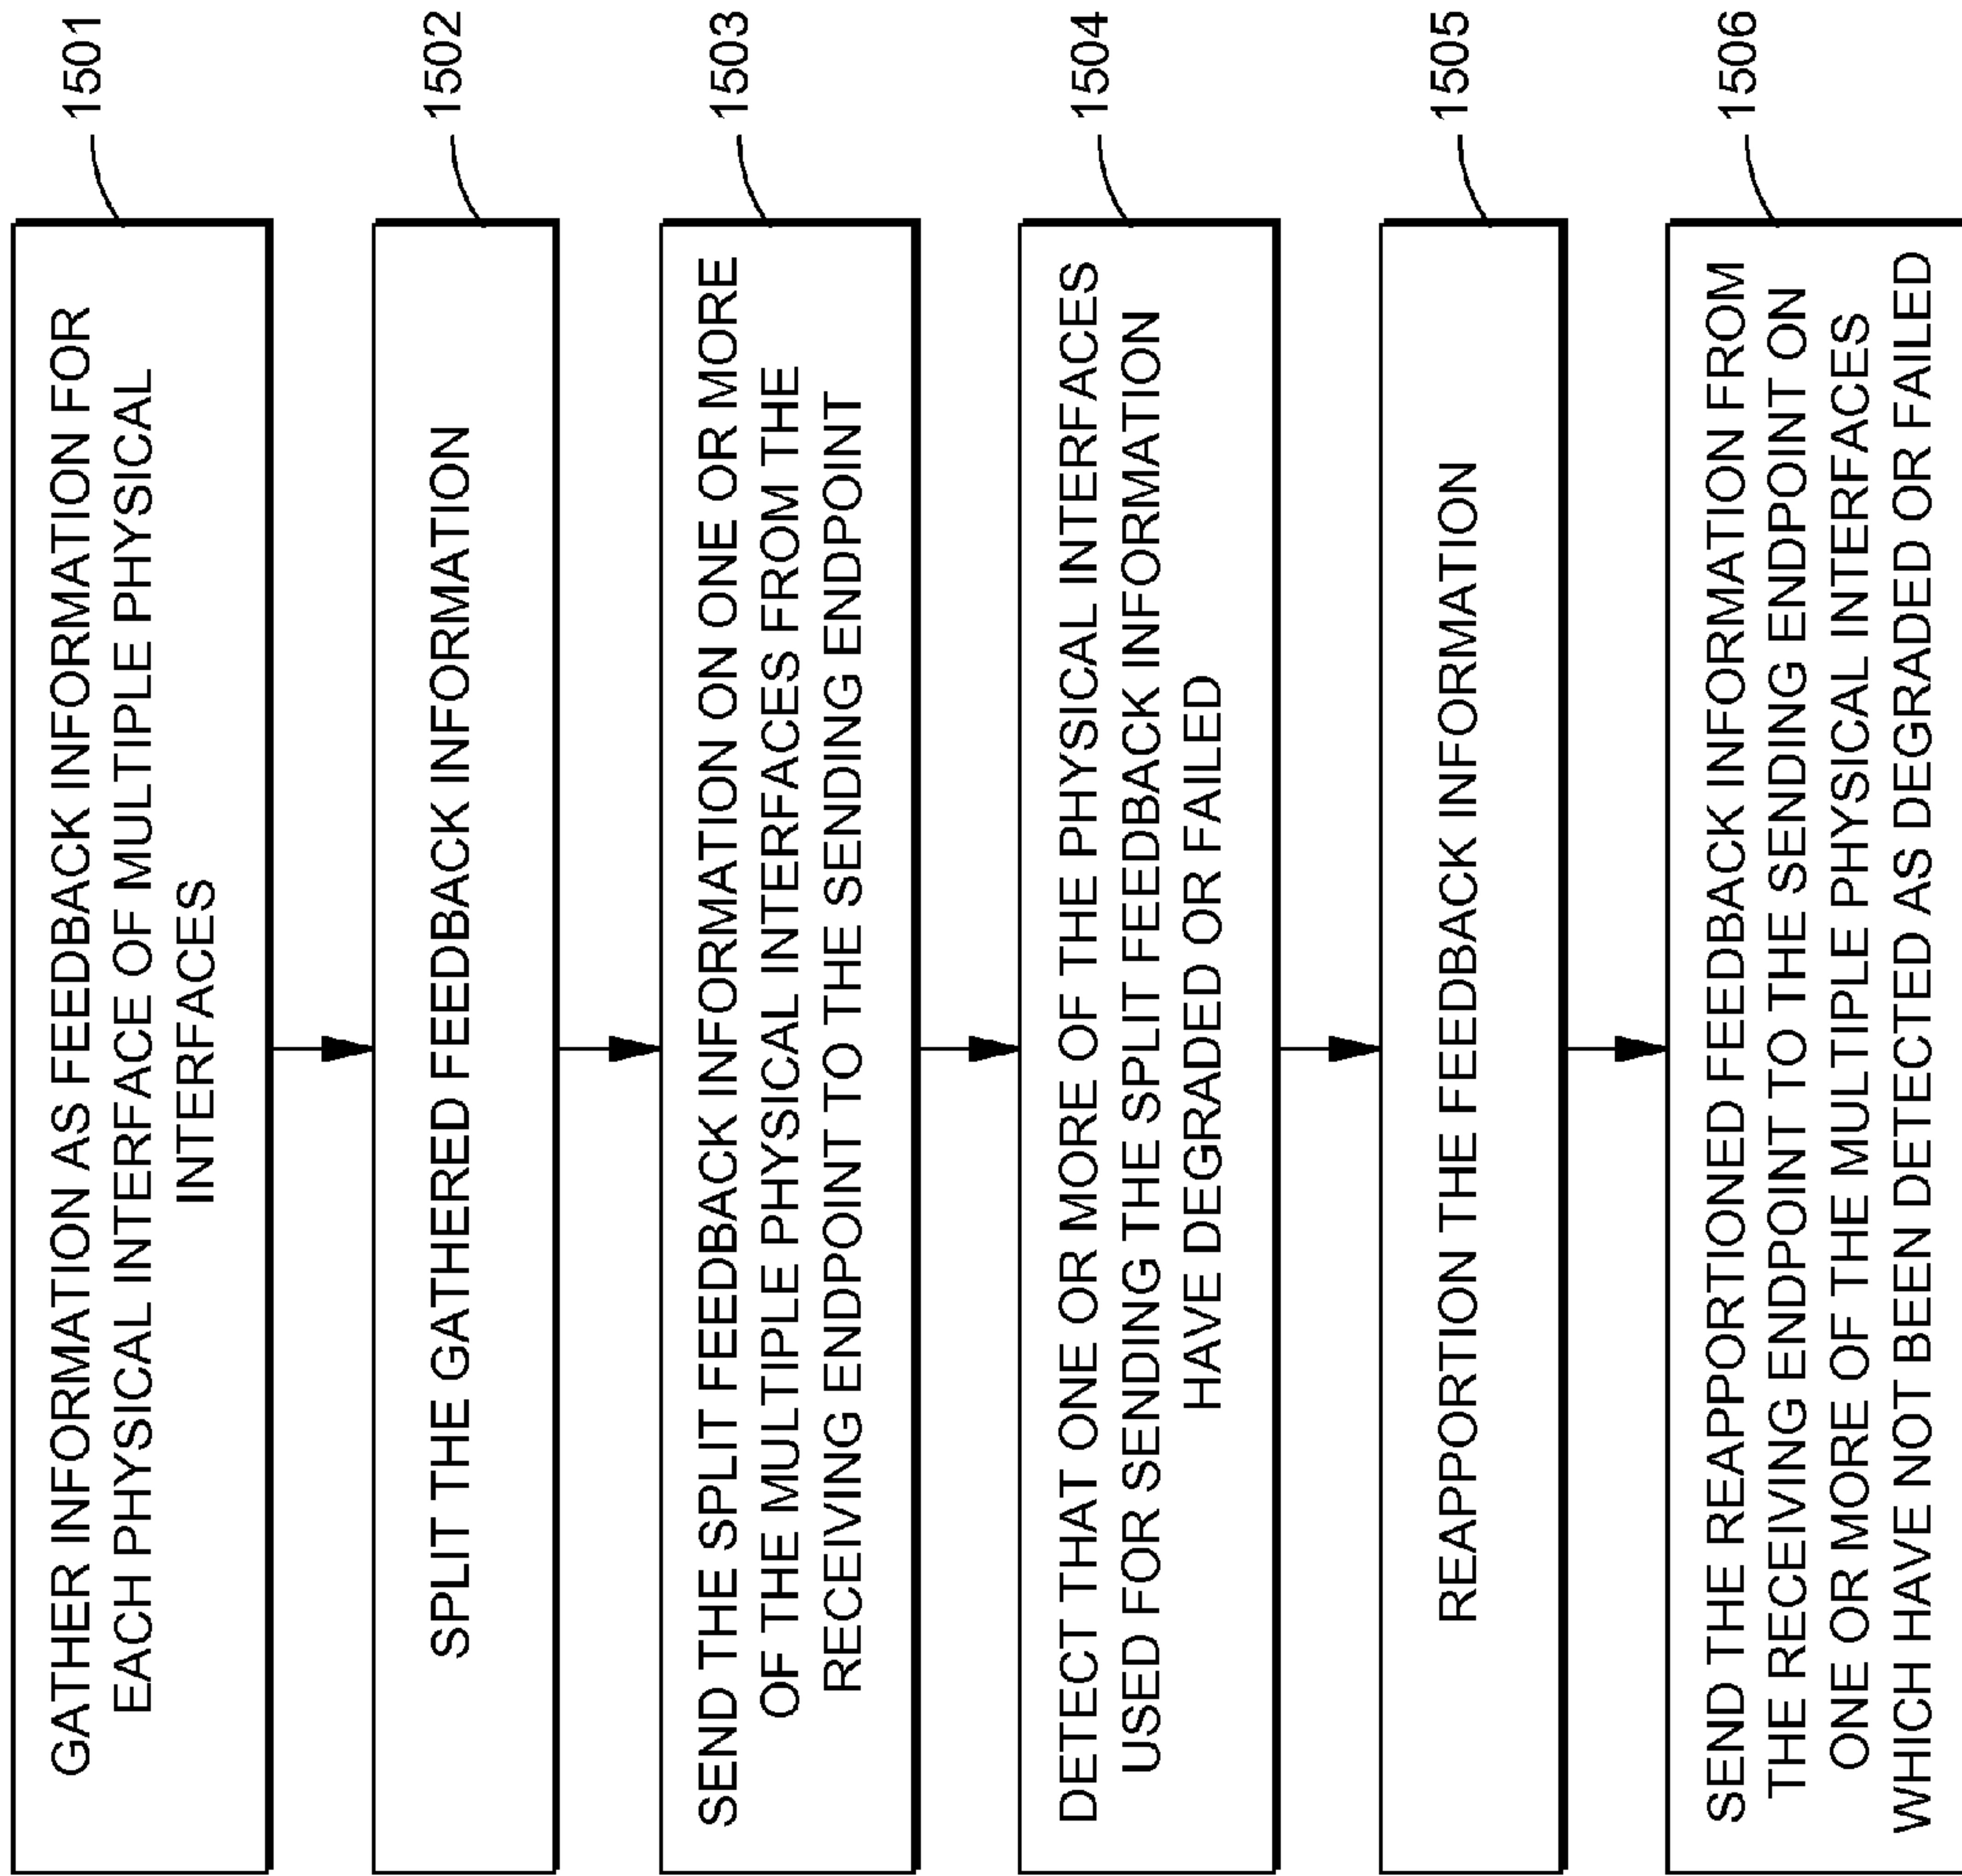 GATHER INFORMATION AS FEEDBACK INFORMATION FOR
EACH PHYSICAL INTERFACE OF MULTIPLE PHYSICAL
INTERFACES
1501
SPLIT THE GATHERED FEEDBACK INFORMATION
1502
SEND THE SPLIT FEEDBACK INFORMATION ON ONE OR MORE
OF THE MULTIPLE PHYSICAL INTERFACES FROM THE
RECEIVING ENDPOINT TO THE SENDING ENDPOINT
1503
DETECT THAT ONE OR MORE OF THE PHYSICAL INTERFACES
USED FOR SENDING THE SPLIT FEEDBACK INFORMATION
HAVE DEGRADED OR FAILED
1504
REAPPORTION THE FEEDBACK INFORMATION
1505
SEND THE REAPPORTIONED FEEDBACK INFORMATION FROM
THE RECEIVING ENDPOINT TO THE SENDING ENDPOINT ON
ONE OR MORE OF THE MULTIPLE PHYSICAL INTERFACES
WHICH HAVE NOT BEEN DETECTED AS DEGRADED OR FAILED
1506